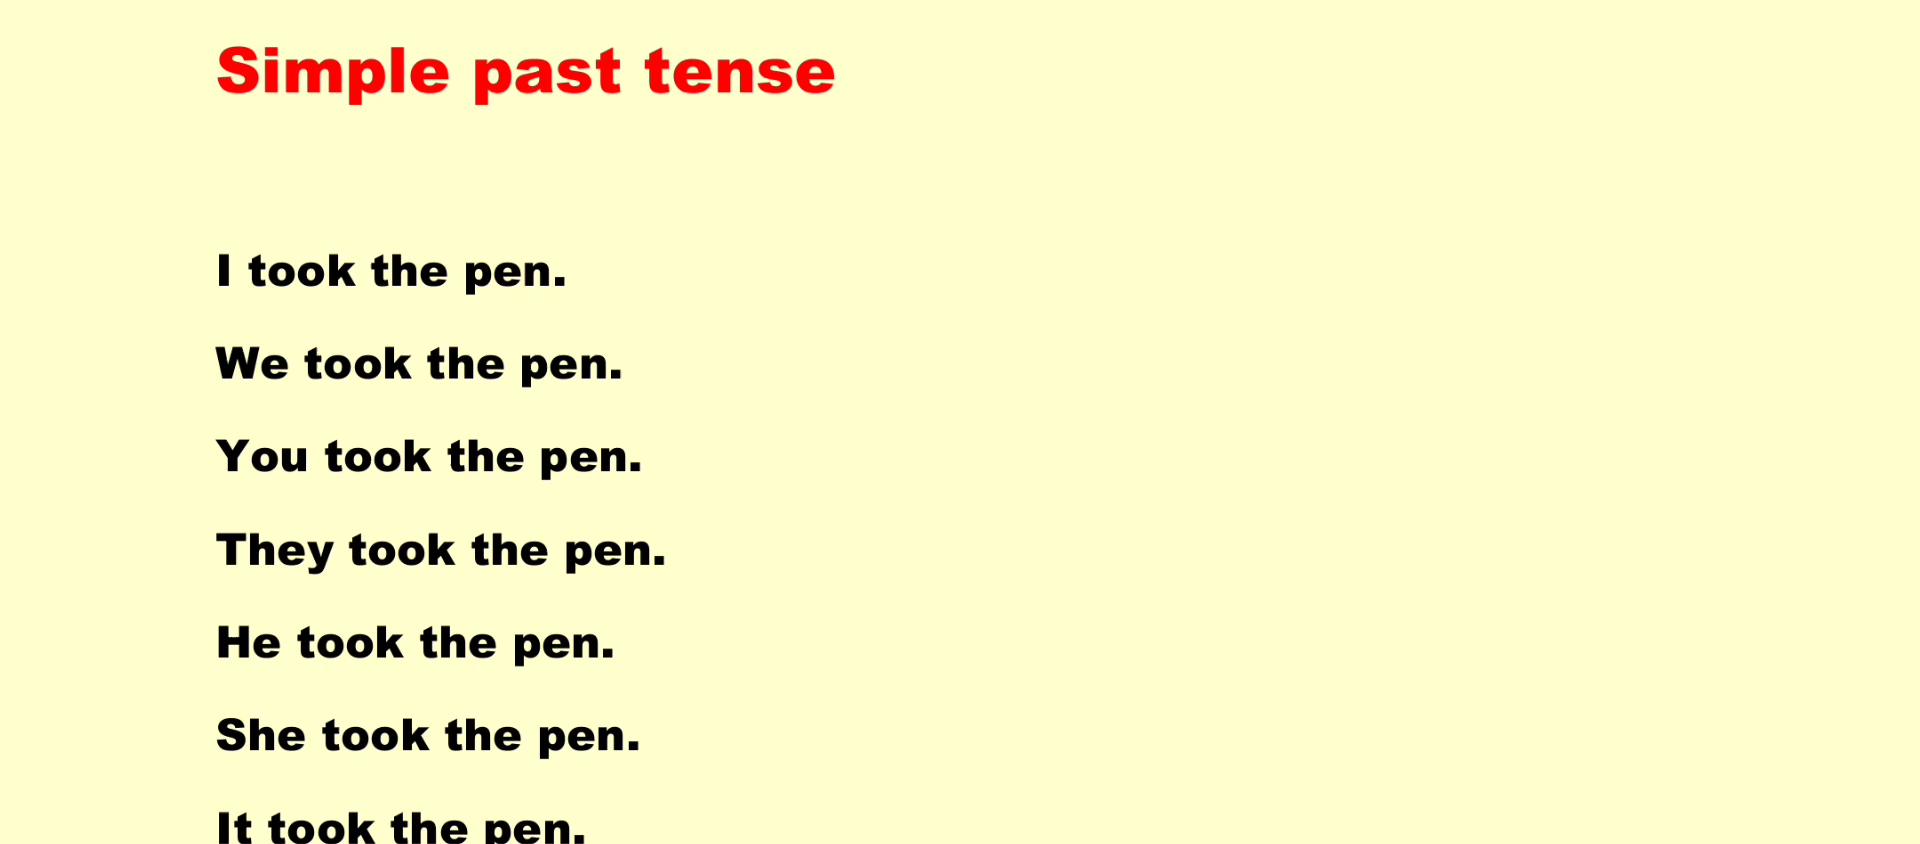 Simple past tense
I took the pen.
We took the pen.
You took the pen.
They took the pen.
He took the pen.
She took the pen.
It took the pen.